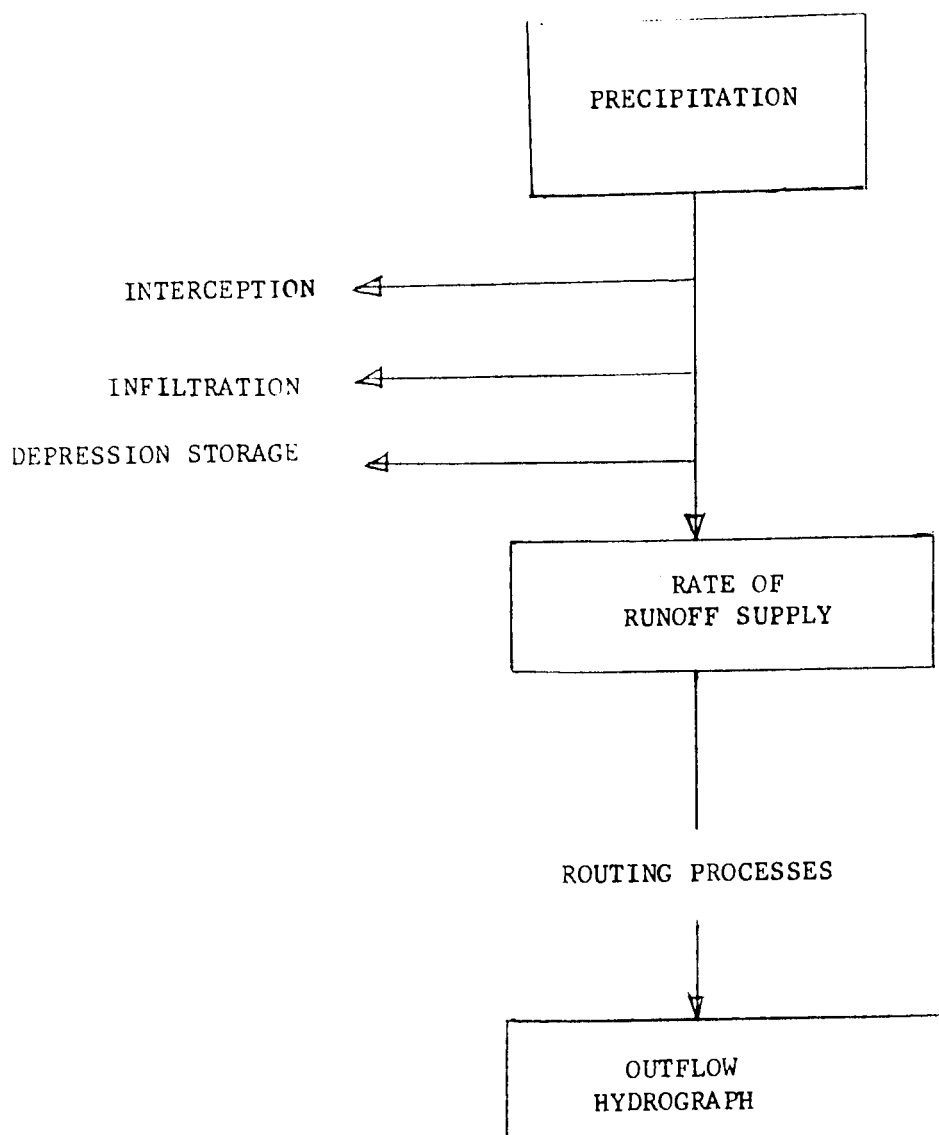 PRECIPITATION
INTERCEPTION
INFILTRATION
DEPRESSION STORAGE
RATE OF
RUNOFF SUPPLY
ROUTING PROCESSES
OUTFLOW
HYDROGRAPH